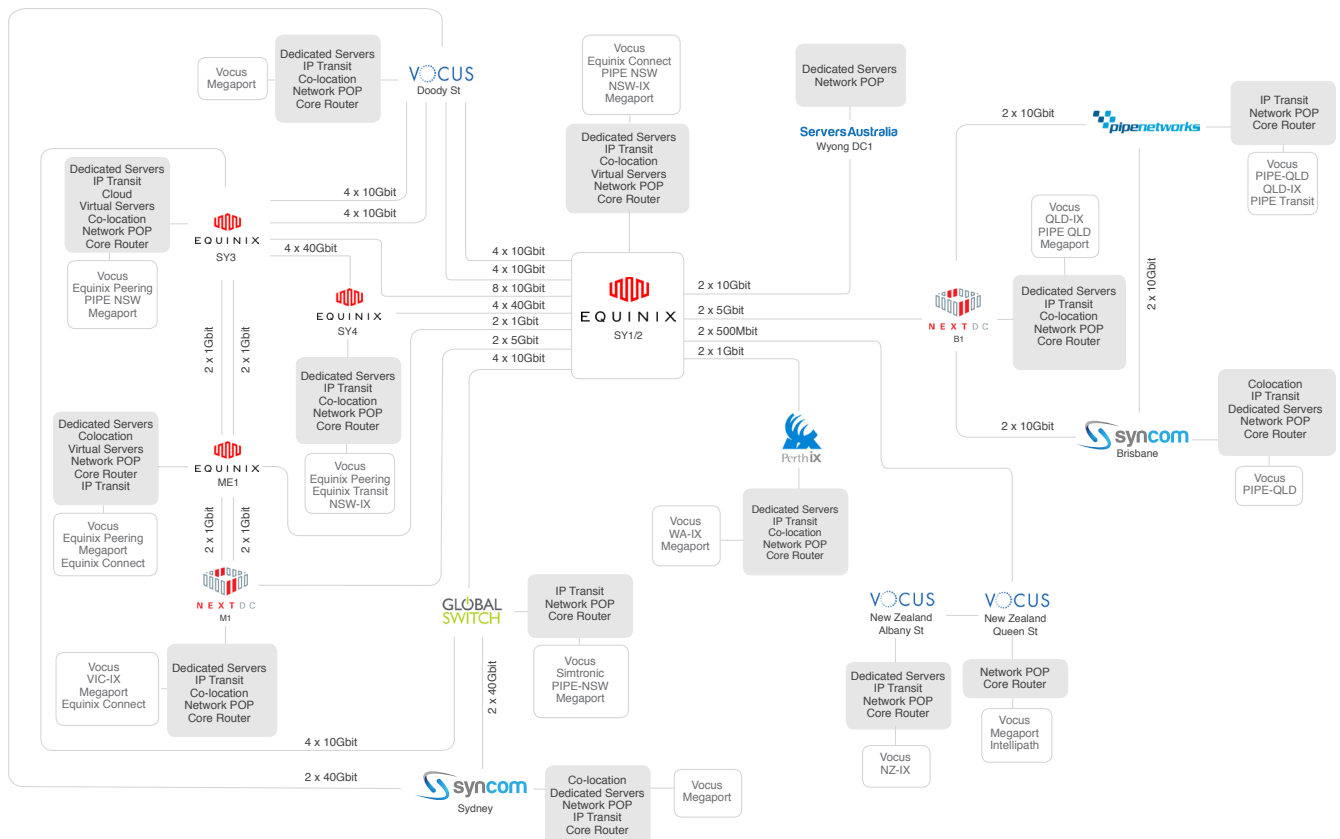 Vocus
Megaport
Dedicated Servers
IP Transit
Co-location
Network POP
Core Router
VOCUS
Doody St
Vocus
Equinix Connect
PIPE NSW
NSW-IX
Megaport
Dedicated Servers
IP Transit
Co-location
Virtual Servers
Network POP
Core Router
Dedicated Servers
Network POP
ServersAustralia
Wyong DC1
2 x 10Gbit
pipenetworks
IP Transit
Network POP
Core Router
Vocus
PIPE-QLD
QLD-IX
PIPE Transit
Dedicated Servers
IP Transit
Cloud
Virtual Servers
Co-location
Network POP
Core Router
Vocus
Equinix Peering
PIPE NSW
Megaport
EQUINIX
SY3
4 x 10Gbit
4 x 10Gbit
4 x 40Gbit
EQUINIX
SY4
Dedicated Servers
IP Transit
Co-location
Network POP
Core Router
Vocus
Equinix Peering
Equinix Transit
NSW-IX
4 x 10Gbit
4 x 10Gbit
8 x 10Gbit
4 x 40Gbit
2 x 1Gbit
2 x 5Gbit
4 x 10Gbit
EQUINIX
SY1/2
2 x 10Gbit
2 x 5Gbit
2 x 500Mbit
2 x 1Gbit
Vocus
QLD-IX
PIPE QLD
Megaport
Dedicated Servers
IP Transit
Co-location
Network POP
Core Router
NEXTDC
B1
2 x 10Gbit
2 x 10Gbit
syncom
Brisbane
Colocation
IP Transit
Dedicated Servers
Network POP
Core Router
Vocus
PIPE-QLD
2 x 1Gbit
2 x 1Gbit
Dedicated Servers
Colocation
Virtual Servers
Network POP
Core Router
IP Transit
Vocus
Equinix Peering
Megaport
Equinix Connect
EQUINIX
ME1
2 x 1Gbit
2 x 1Gbit
NEXTDC
M1
Vocus
VIC-IX
Megaport
Equinix Connect
Dedicated Servers
IP Transit
Co-location
Network POP
Core Router
Perth ix
Vocus
WA-IX
Megaport
Dedicated Servers
IP Transit
Co-location
Network POP
Core Router
GLOBAL
SWITCH
IP Transit
Network POP
Core Router
Vocus
Simtronic
PIPE-NSW
Megaport
2 x 40Gbit
VOCUS
New Zealand
Albany St
VOCUS
New Zealand
Queen St
Dedicated Servers
IP Transit
Network POP
Core Router
Vocus
NZ-IX
Network POP
Core Router
Vocus
Megaport
Intellipath
4 x 10Gbit
2 x 40Gbit
syncom
Sydney
Co-location
Dedicated Servers
Network POP
IP Transit
Core Router
Vocus
Megaport